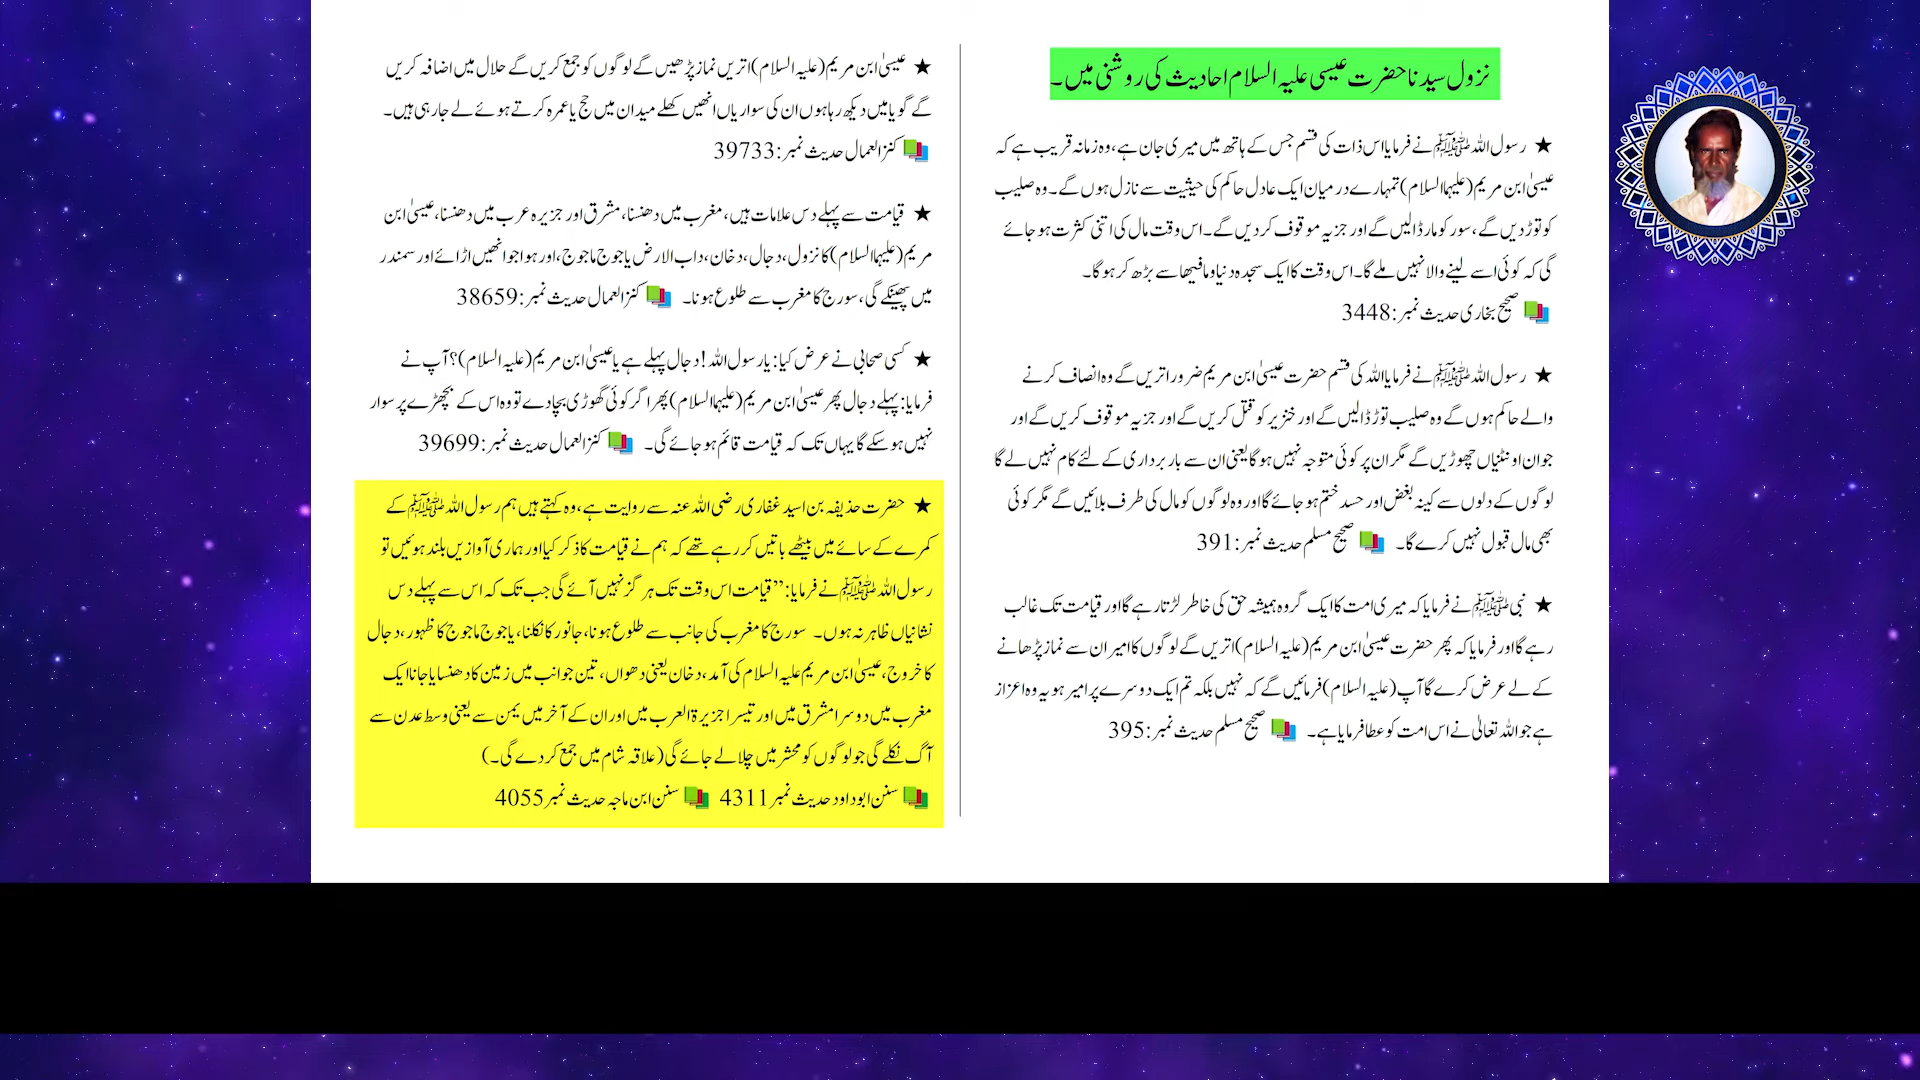 نزول سیدنا حضرت عیسی علیہ السلام احادیث کی روشنی میں۔
★ رسول اللہ ﷺ نے فرمایا اس ذات کی قسم جس کے ہاتھ میں میری جان ہے، وہ زمانہ قریب ہے کہ
عیسیٰ ابن مریم (علیہما السلام) تمہارے درمیان ایک عادل حاکم کی حیثیت سے نازل ہوں گے۔ وہ صلیب
کو توڑ دیں گے، سور کو مار ڈالیں گے اور جزیہ موقوف کر دیں گے۔ اس وقت مال کی اتنی کثرت ہو جائے
گی کہ کوئی اسے لینے والا نہیں ملے گا۔ اس وقت کا ایک سجدہ دنیا و مافیھا سے بڑھ کر ہو گا۔
صحیح بخاری حدیث نمبر: 3448
★ رسول اللہ ﷺ نے فرمایا اللہ کی قسم حضرت عیسیٰ ابن مریم ضرور اتریں گے وہ انصاف کرنے
والے حاکم ہوں گے وہ صلیب توڑ ڈالیں گے اور خنزیر کو قتل کریں گے اور جزیہ موقوف کریں گے اور
جوان اونٹنیاں چھوڑیں گے مگر ان پر کوئی متوجہ نہیں ہو گا یعنی ان سے بار برداری کے لئے کام نہیں لے گا
لوگوں کے دلوں سے کینہ بغض اور حسد ختم ہو جائے گا اور وہ لوگوں کو مال کی طرف بلائیں گے مگر کوئی
بھی مال قبول نہیں کرے گا۔ صحیح مسلم حدیث نمبر: 391
★ نبی ﷺ نے فرمایا کہ میری امت کا ایک گروہ ہمیشہ حق کی خاطر لڑتا رہے گا اور قیامت تک غالب
رہے گا اور فرمایا کہ پھر حضرت عیسیٰ ابن مریم (علیہ السلام) اتریں گے لوگوں کا امیر ان سے نماز پڑھانے
کے لے عرض کرے گا آپ (علیہ السلام) فرمائیں گے کہ نہیں بلکہ تم ایک دوسرے پر امیر ہو یہ وہ اعزاز
ہے جو اللہ تعالیٰ نے اس امت کو عطا فرمایا ہے۔ صحیح مسلم حدیث نمبر: 395
★ عیسیٰ ابن مریم (علیہ السلام) اتریں نماز پڑھیں گے لوگوں کو جمع کریں گے حلال میں اضافہ کریں
گے گویا میں دیکھ رہا ہوں ان کی سواریاں انھیں کھلے میدان میں حج یا عمرہ کرتے ہوئے لے جا رہی ہیں۔
کنزالعمال حدیث نمبر: 39733
★ قیامت سے پہلے دس علامات ہیں، مغرب میں دھنسنا، مشرق اور جزیرہ عرب میں دھنسنا، عیسیٰ ابن
مریم (علیہما السلام) کا نزول، دجال، دخان، داب الارض یاجوج ماجوج، اور ہوا جو انھیں اڑائے اور سمندر
میں پھینکے گی، سورج کا مغرب سے طلوع ہونا۔ کنزالعمال حدیث نمبر: 38659
★ کسی صحابی نے عرض کیا: یا رسول اللہ! دجال پہلے ہے یا عیسیٰ ابن مریم (علیہ السلام)؟ آپ نے
فرمایا: پہلے دجال پھر عیسیٰ ابن مریم (علیہما السلام) پھر اگر کوئی گھوڑی بچا دے تو وہ اس کے بچھڑے پر سوار
نہیں ہو سکے گا یہاں تک کہ قیامت قائم ہو جائے گی۔ کنزالعمال حدیث نمبر: 39699
★ حضرت حذیفہ بن اسید غفاری رضی اللہ عنہ سے روایت ہے، وہ کہتے ہیں ہم رسول اللہ ﷺ کے
کمرے کے سائے میں بیٹھے باتیں کر رہے تھے کہ ہم نے قیامت کا ذکر کیا اور ہماری آوازیں بلند ہوئیں تو
رسول اللہ ﷺ نے فرمایا: ”قیامت اس وقت تک ہر گز نہیں آئے گی جب تک کہ اس سے پہلے دس
نشانیاں ظاہر نہ ہوں۔ سورج کا مغرب کی جانب سے طلوع ہونا، جانور کا نکلنا، یاجوج ماجوج کا ظہور، دجال
کا خروج، عیسیٰ ابن مریم علیہ السلام کی آمد، دخان یعنی دھواں، تین جوانب میں زمین کا دھنسایا جانا ایک
مغرب میں دوسرا مشرق میں اور تیسرا جزیرۃ العرب میں اور ان کے آخر میں یمن سے یعنی وسط عدن سے
آگ نکلے گی جو لوگوں کو محشر میں چلا لے جائے گی (علاقہ شام میں جمع کر دے گی۔)
سنن ابوداود حدیث نمبر 4311 سنن ابن ماجہ حدیث نمبر 4055